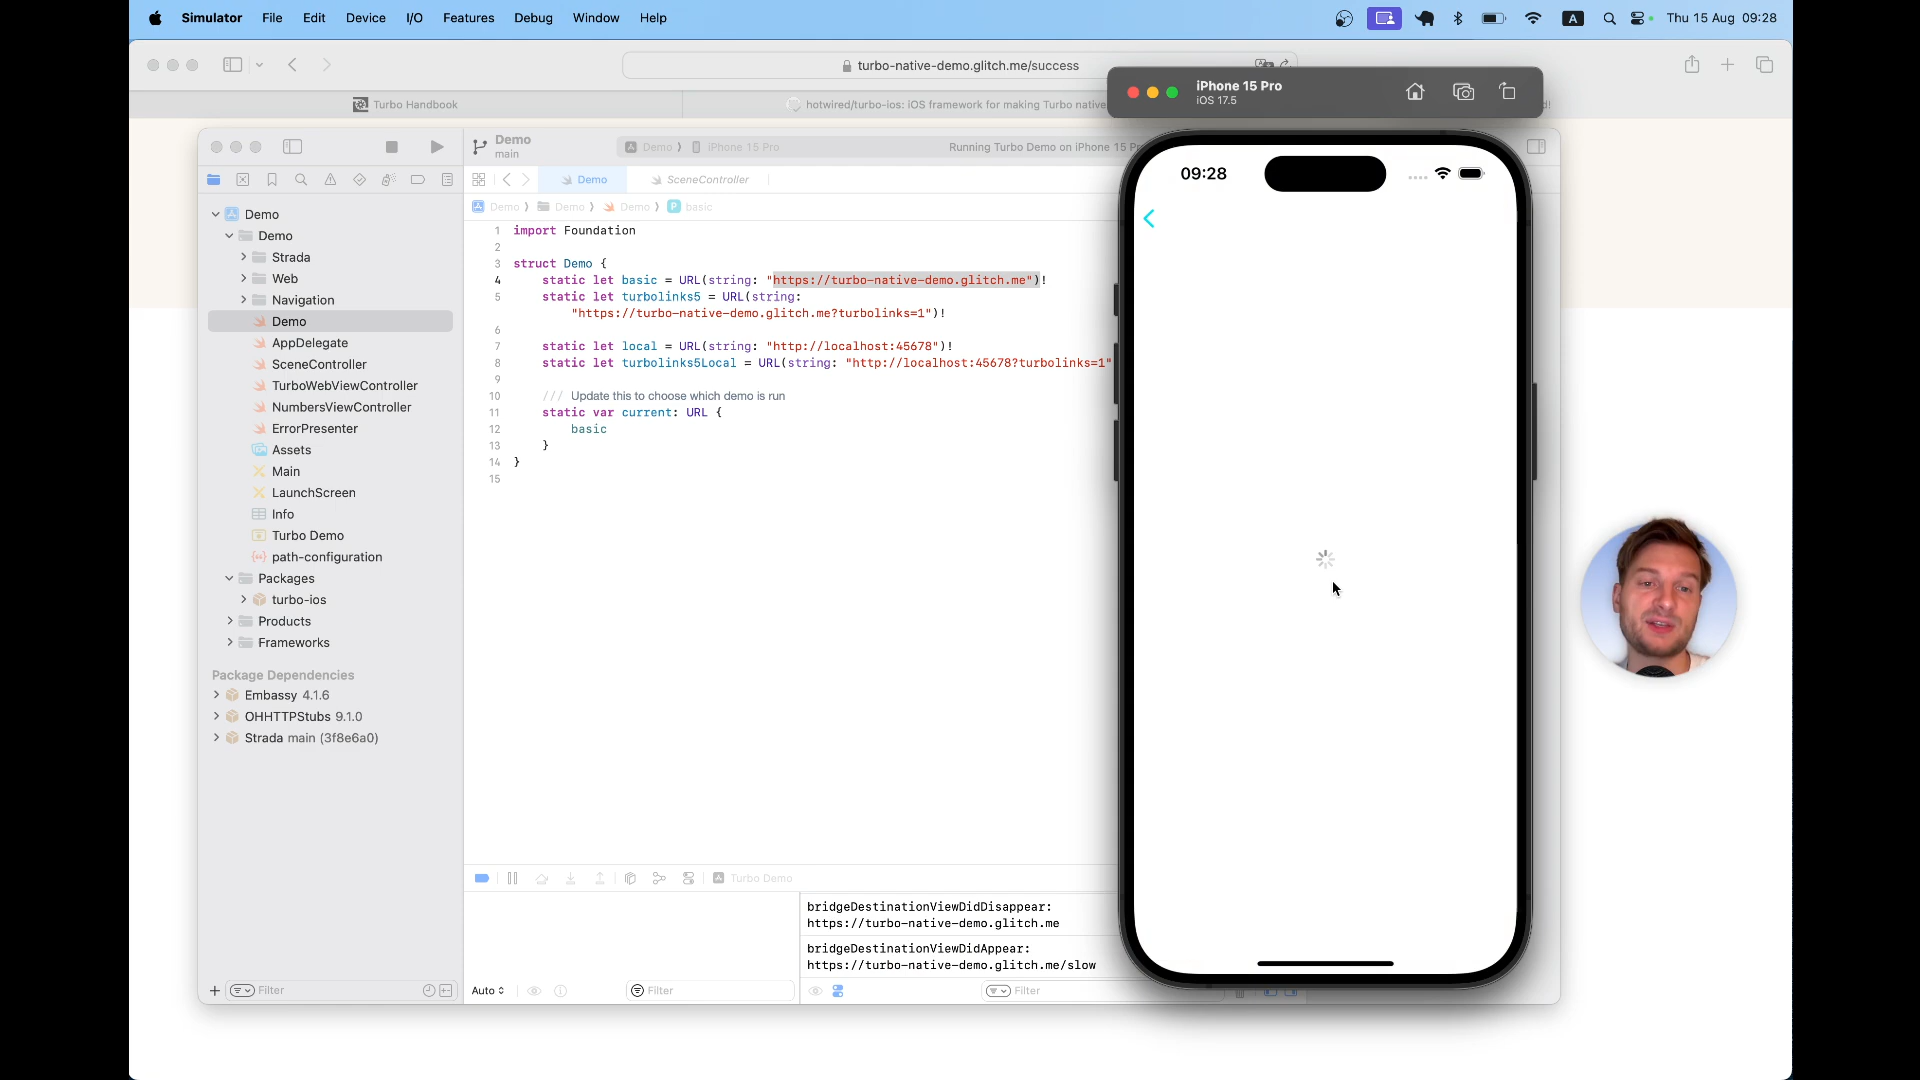 Simulator File Edit Device I/O Features Debug Window Help
A Thu 15 Aug 09:28
turbo-native-demo.glitch.me/success
Turbo Handbook
hotwired/turbo-ios: iOS framework for making Turbo native
iPhone 15 Pro
iOS 17.5
Demo
main
Demo ⟩ iPhone 15 Pro
Running Turbo Demo on iPhone 15 Pr
Demo
SceneController
Demo ⟩ Demo ⟩ Demo ⟩ P basic
Demo
Demo
Strada
Web
Navigation
Demo
AppDelegate
SceneController
TurboWebViewController
NumbersViewController
ErrorPresenter
Assets
Main
LaunchScreen
Info
Turbo Demo
path-configuration
Packages
turbo-ios
Products
Frameworks
Package Dependencies
Embassy 4.1.6
OHHTTPStubs 9.1.0
Strada main (3f8e6a0)
Filter
1 import Foundation
2
3 struct Demo {
4 static let basic = URL(string: "https://turbo-native-demo.glitch.me")!
5 static let turbolinks5 = URL(string:
"https://turbo-native-demo.glitch.me?turbolinks=1")!
6
7 static let local = URL(string: "http://localhost:45678")!
8 static let turbolinks5Local = URL(string: "http://localhost:45678?turbolinks=1"
9
10 /// Update this to choose which demo is run
11 static var current: URL {
12 basic
13 }
14 }
15
Turbo Demo
bridgeDestinationViewDidDisappear:
https://turbo-native-demo.glitch.me
bridgeDestinationViewDidAppear:
https://turbo-native-demo.glitch.me/slow
Auto
Filter
Filter
09:28